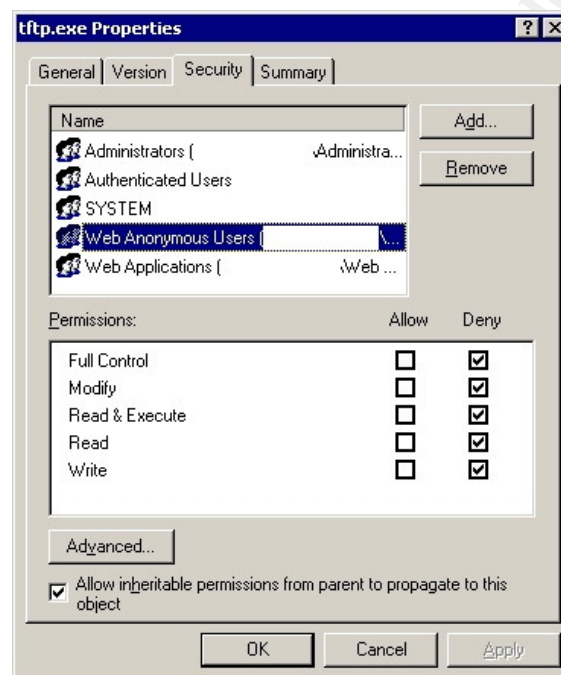 tftp.exe Properties
General Version Security Summary
Name
Administrators ( \Administra...
Authenticated Users
SYSTEM
Web Anonymous Users ( \...
Web Applications ( \Web ...
Add...
Remove
Permissions: Allow Deny
Full Control
Modify
Read & Execute
Read
Write
Advanced...
Allow inheritable permissions from parent to propagate to this
object
OK Cancel Apply